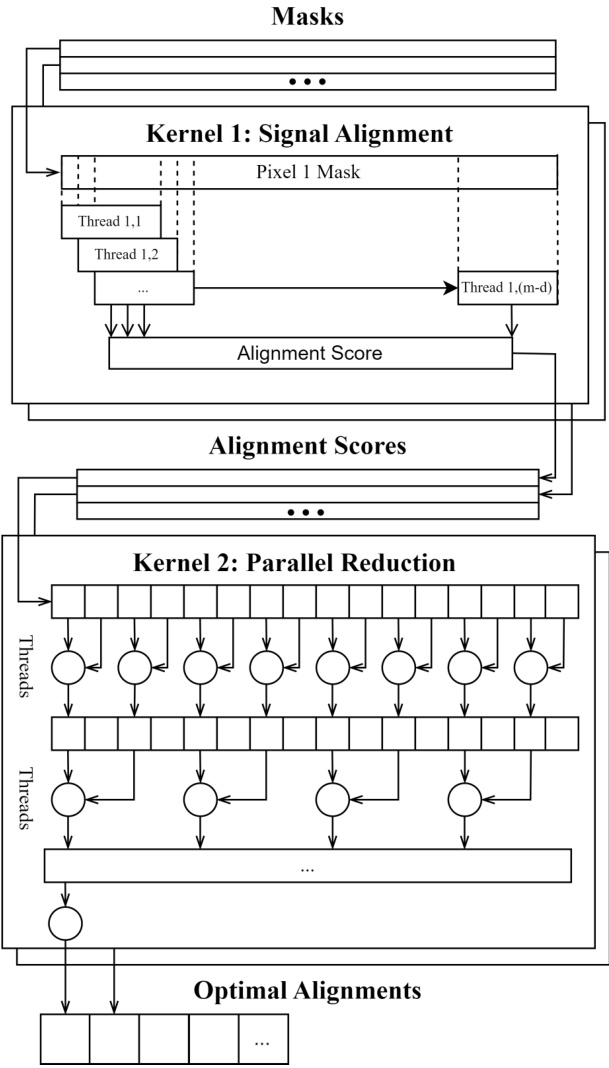 Masks
• • •
Kernel 1: Signal Alignment
Pixel 1 Mask
Thread 1,1
Thread 1,2
...
Thread 1,(m-d)
Alignment Score
Alignment Scores
• • •
Kernel 2: Parallel Reduction
Threads
Threads
...
Optimal Alignments
...